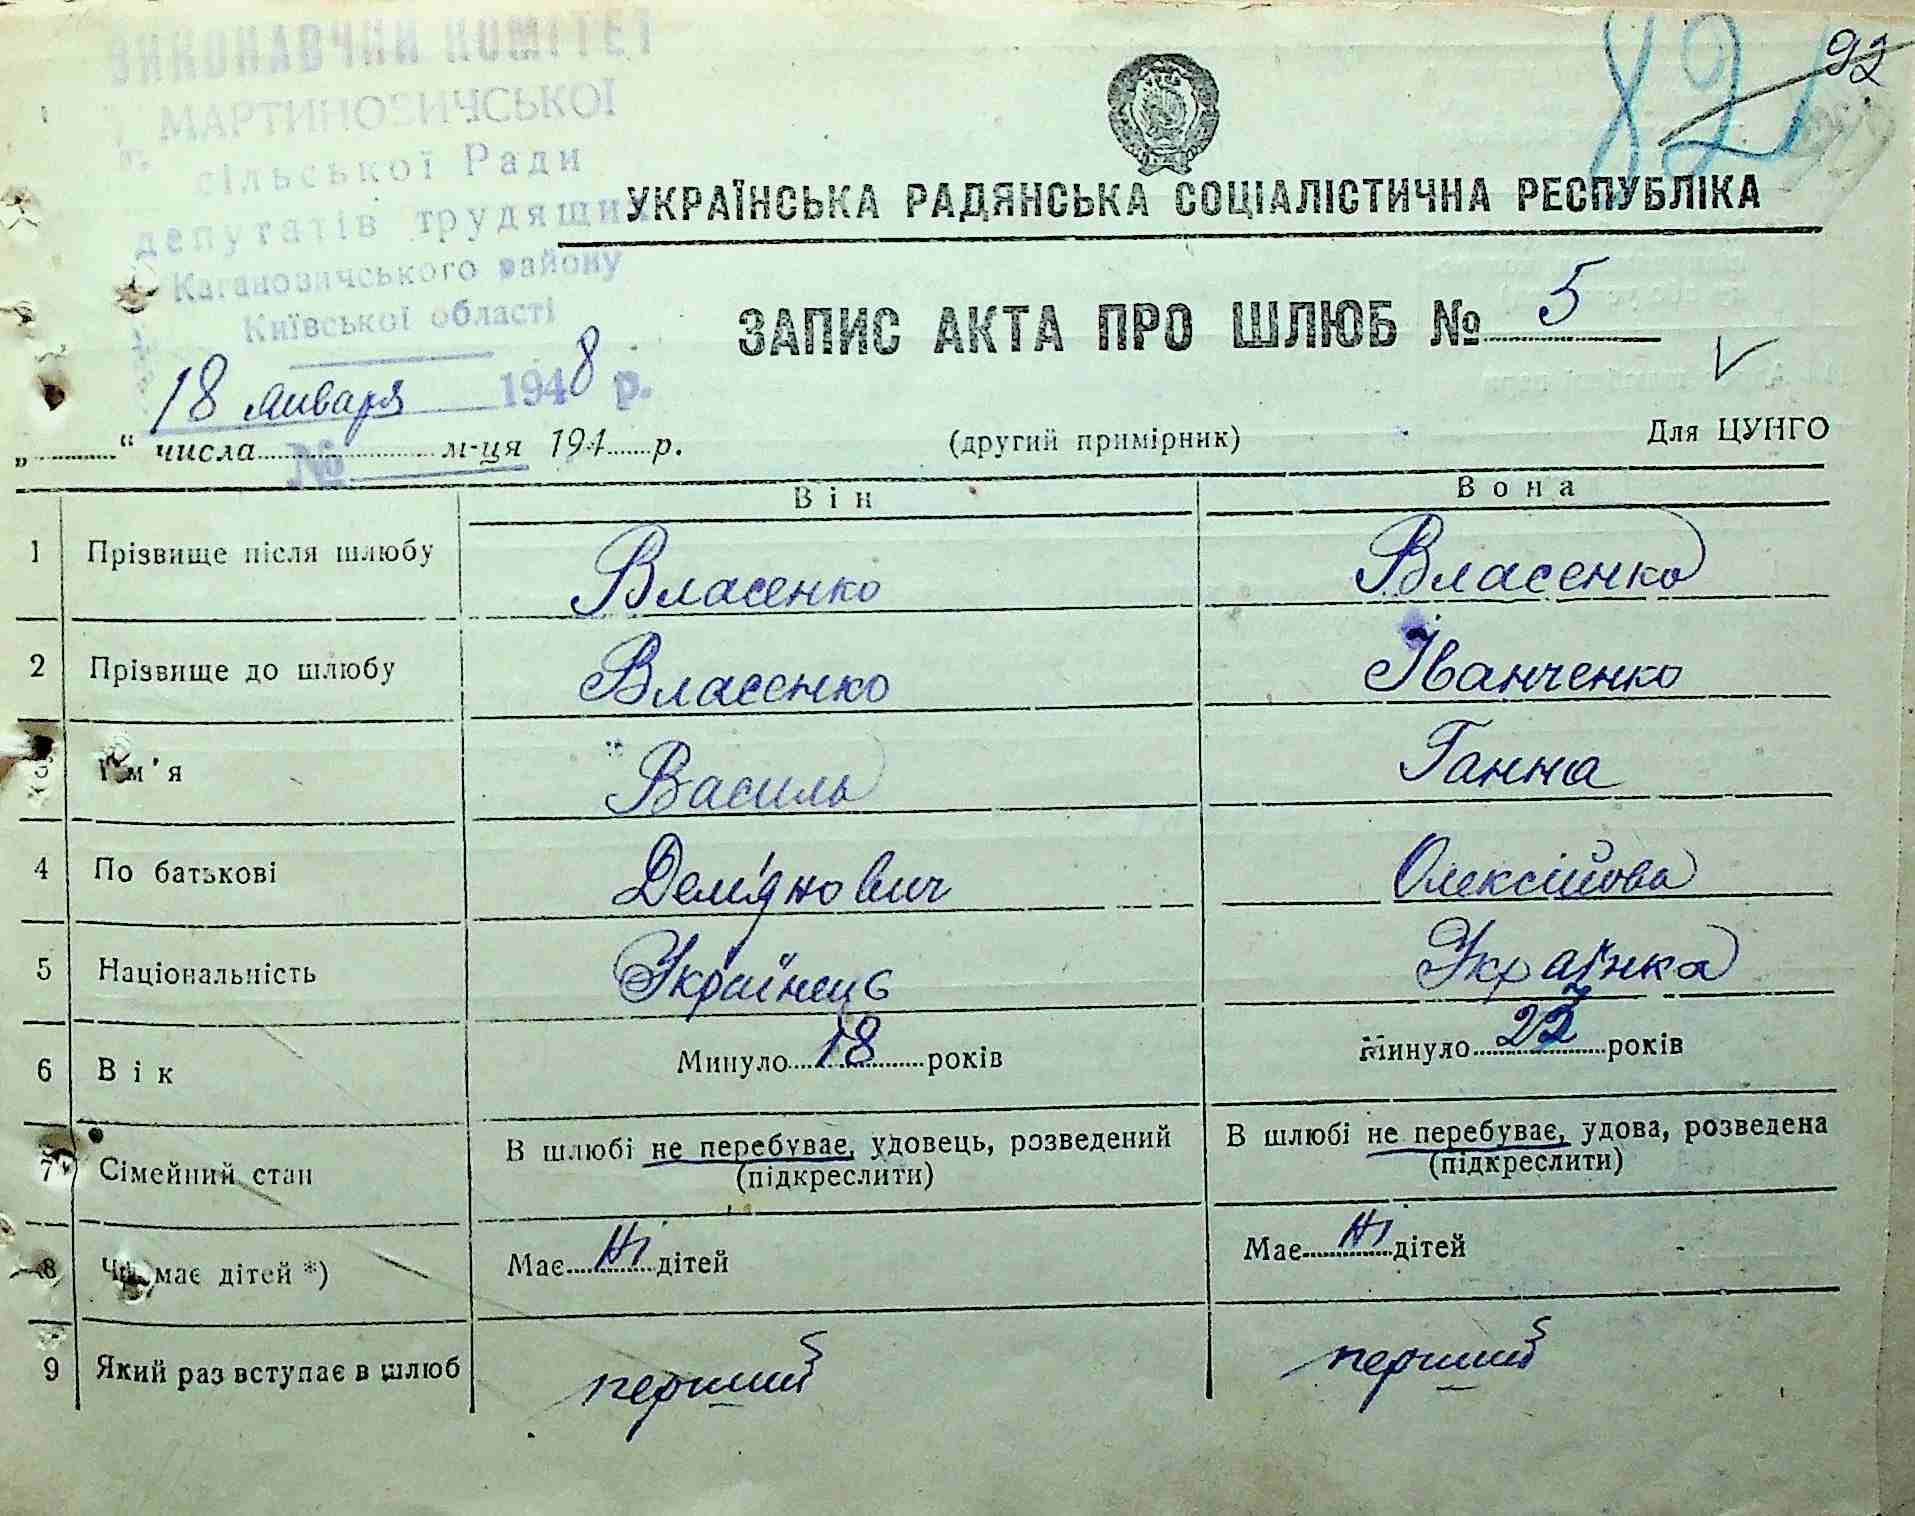 ВИКОНАВЧИЙ КОМІТЕТ
МАРТИНОВИЧСЬКОЇ
сільської Ради
депутатів трудящих
Кагановичського району
Київської області
18 января 1948 р.
№
82
92
УКРАЇНСЬКА РАДЯНСЬКА СОЦІАЛІСТИЧНА РЕСПУБЛІКА
ЗАПИС АКТА ПРО ШЛЮБ № 5
„ “ числа м-ця 194 р.
(другий примірник)
Для ЦУНГО
Він Вона
1 Прізвище після шлюбу Власенко Власенко
2 Прізвище до шлюбу Власенко Іванченко
3 Ім'я Василь Ганна
4 По батькові Дем'янович Олексійова
5 Національність Українець Українка
6 Вік Минуло 18 років Минуло 22 років
7 Сімейний стан В шлюбі не перебуває, удовець, розведений В шлюбі не перебуває, удова, розведена
(підкреслити) (підкреслити)
8 Чи має дітей *) Має ні дітей Має ні дітей
9 Який раз вступає в шлюб перший перший